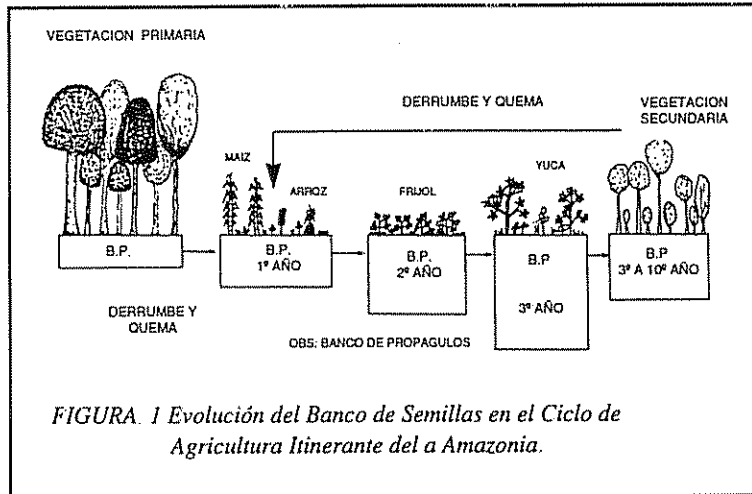 VEGETACION PRIMARIA
DERRUMBE Y QUEMA
VEGETACION
SECUNDARIA
MAIZ
ARROZ
FRIJOL
YUCA
B.P.
B.P.
1º AÑO
B.P.
2º AÑO
B.P
3º AÑO
B.P
3º A 10º AÑO
DERRUMBE Y
QUEMA
OBS: BANCO DE PROPAGULOS
FIGURA. 1 Evolución del Banco de Semillas en el Ciclo de
Agricultura Itinerante del a Amazonia.